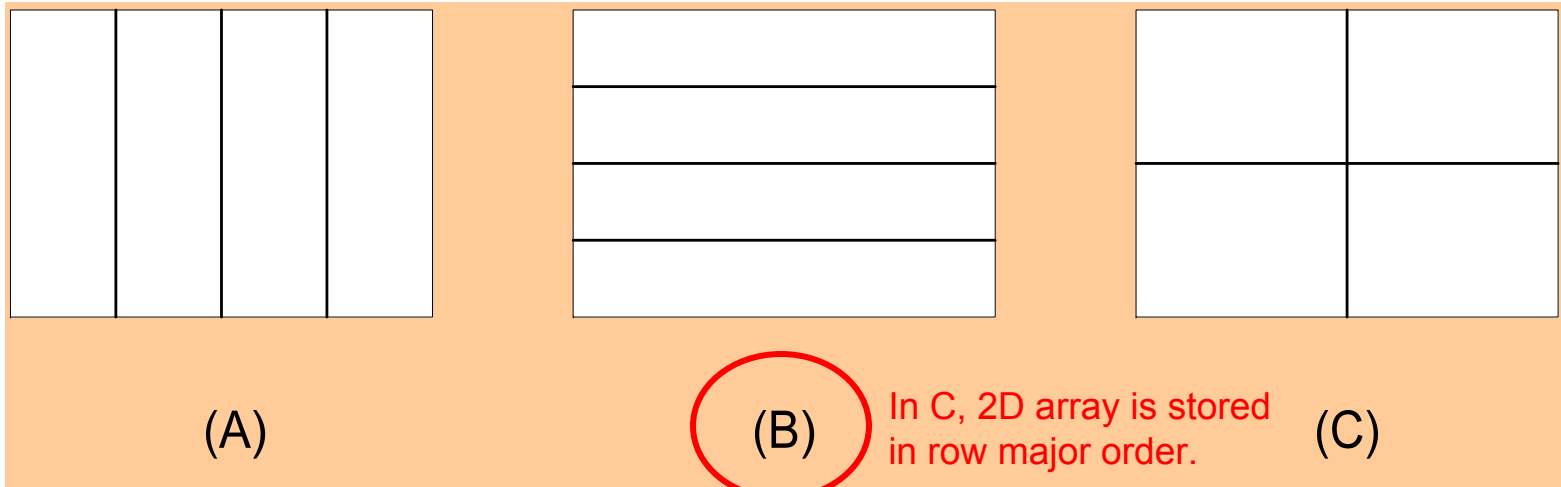 (A)
(B)
In C, 2D array is stored
in row major order.
(C)